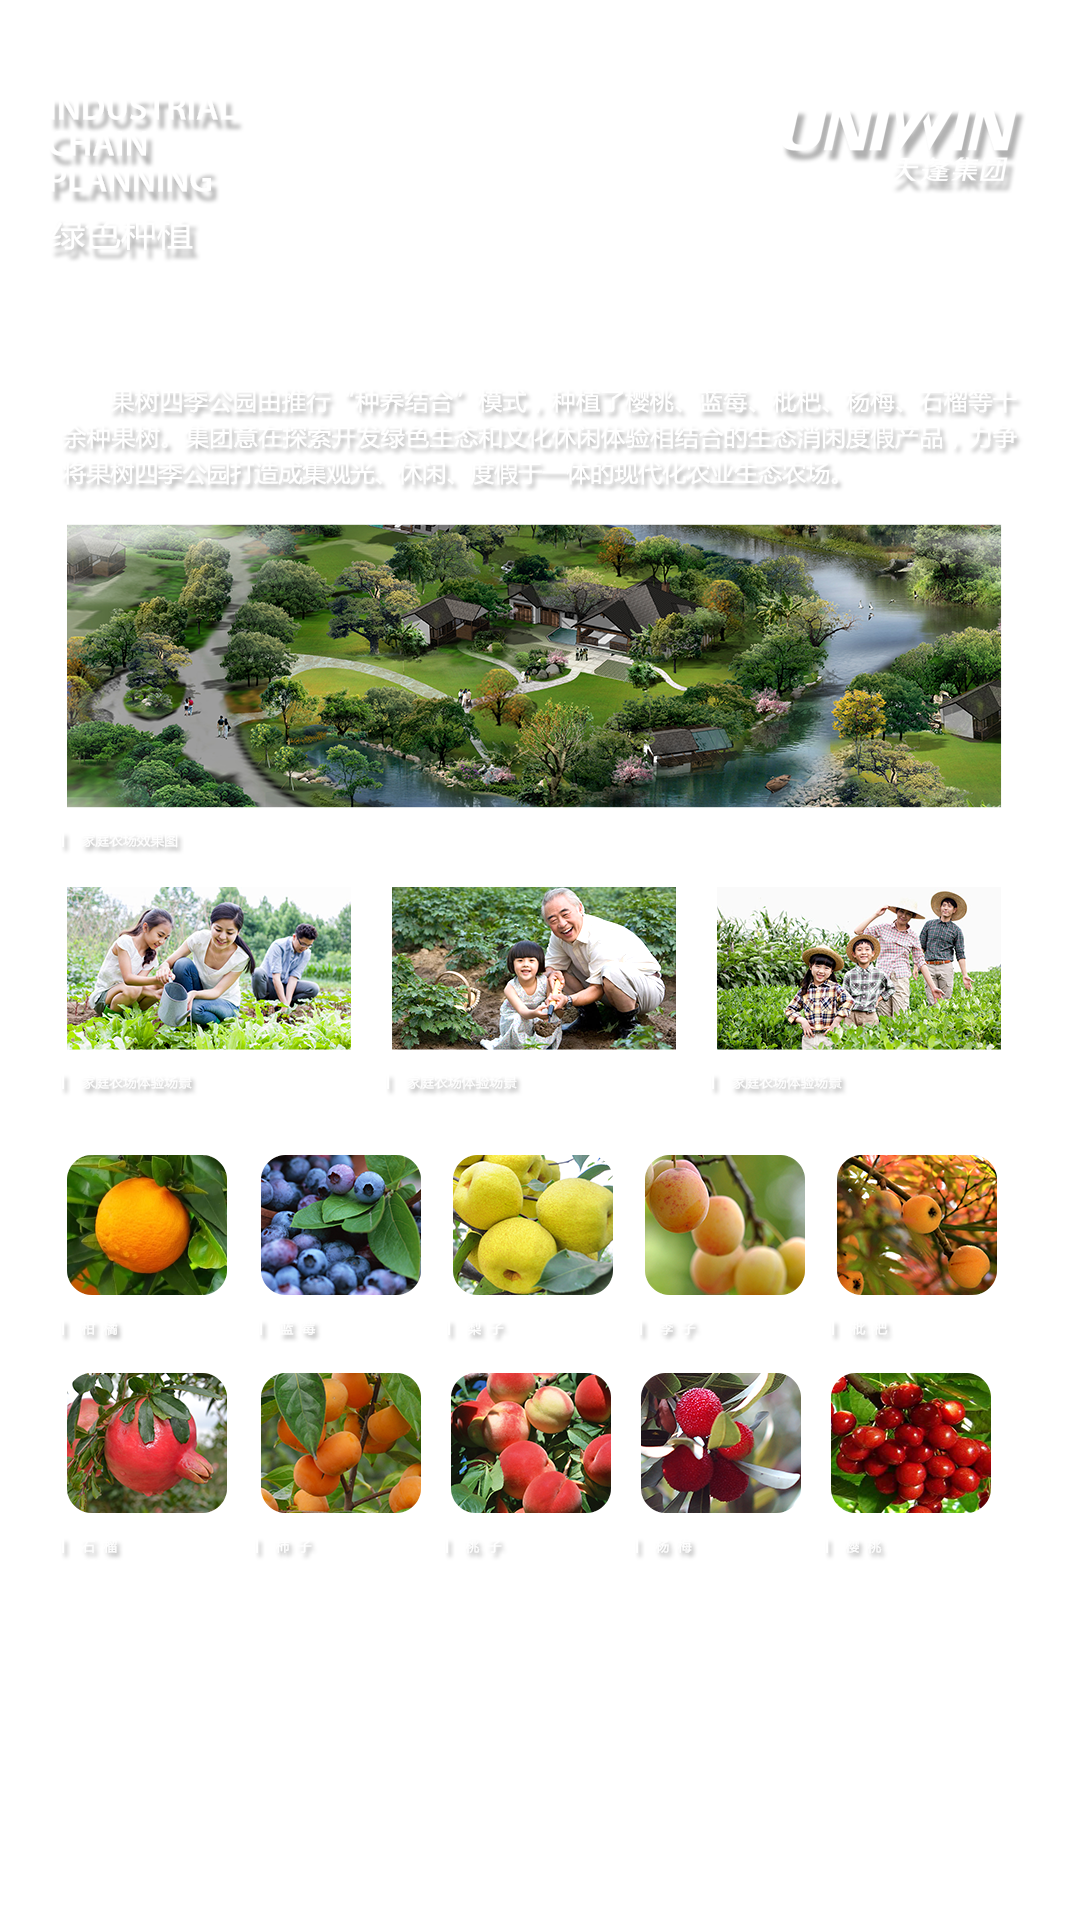 INDUSTRIAL
CHAIN
PLANNING
绿色种植
UNIWIN
天蓬集团
果树四季公园由推行“种养结合”模式，种植了樱桃、蓝莓、枇杷、杨梅、石榴等十
余种果树。集团意在探索开发绿色生态和文化休闲体验相结合的生态消闲度假产品，力争
将果树四季公园打造成集观光、休闲、度假于一体的现代化农业生态农场。
家庭农场效果图
家庭农场体验场景
家庭农场体验场景
家庭农场体验场景
柑橘
蓝莓
梨子
李子
枇杷
石榴
柿子
桃子
杨梅
樱桃